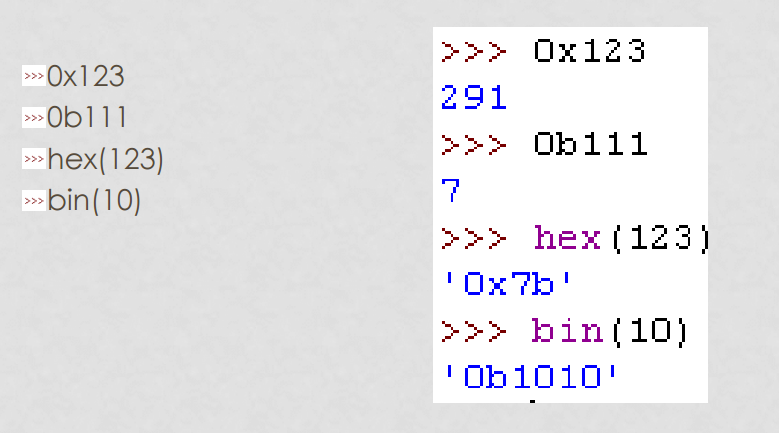 >>>0x123
>>>0b111
>>>hex(123)
>>>bin(10)
>>> 0x123
291
>>> 0b111
7
>>> hex(123)
'0x7b'
>>> bin(10)
'0b1010'